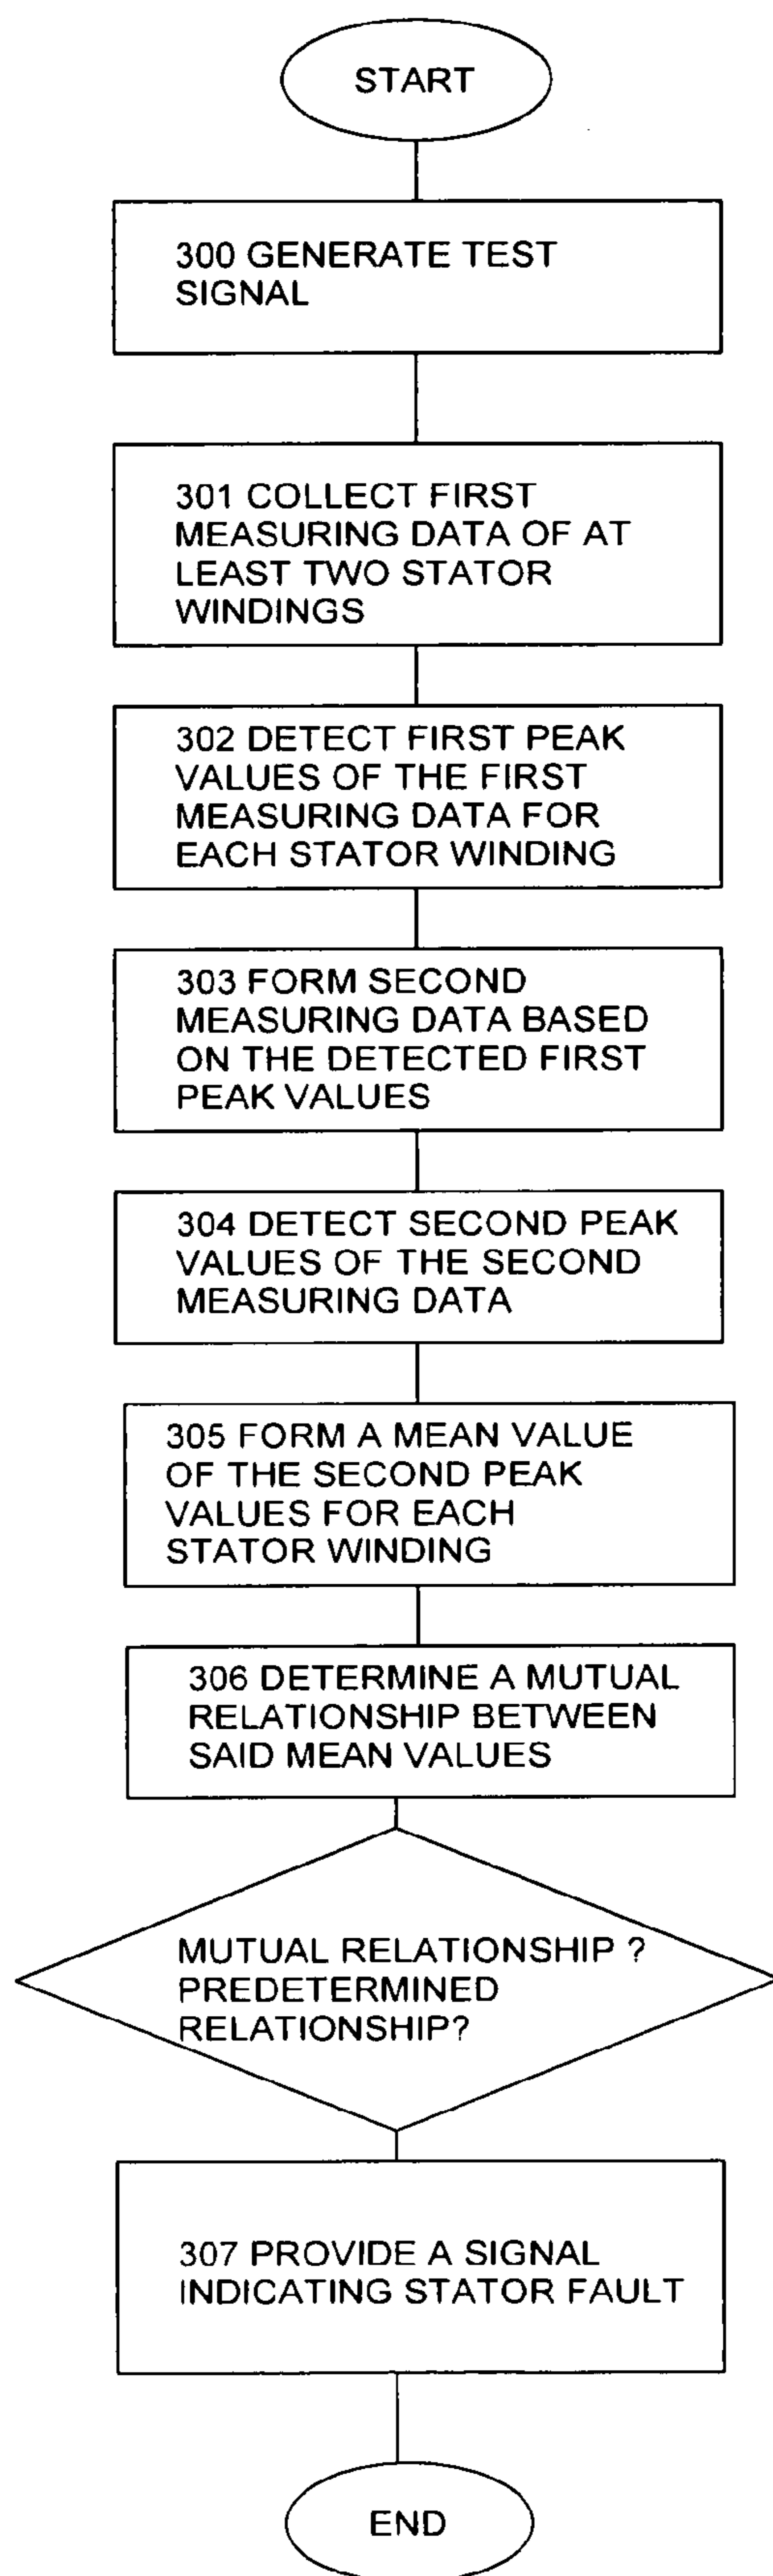 START
300 GENERATE TEST
SIGNAL
301 COLLECT FIRST
MEASURING DATA OF AT
LEAST TWO STATOR
WINDINGS
302 DETECT FIRST PEAK
VALUES OF THE FIRST
MEASURING DATA FOR
EACH STATOR WINDING
303 FORM SECOND
MEASURING DATA BASED
ON THE DETECTED FIRST
PEAK VALUES
304 DETECT SECOND PEAK
VALUES OF THE SECOND
MEASURING DATA
305 FORM A MEAN VALUE
OF THE SECOND PEAK
VALUES FOR EACH
STATOR WINDING
306 DETERMINE A MUTUAL
RELATIONSHIP BETWEEN
SAID MEAN VALUES
MUTUAL RELATIONSHIP ?
PREDETERMINED
RELATIONSHIP?
307 PROVIDE A SIGNAL
INDICATING STATOR FAULT
END